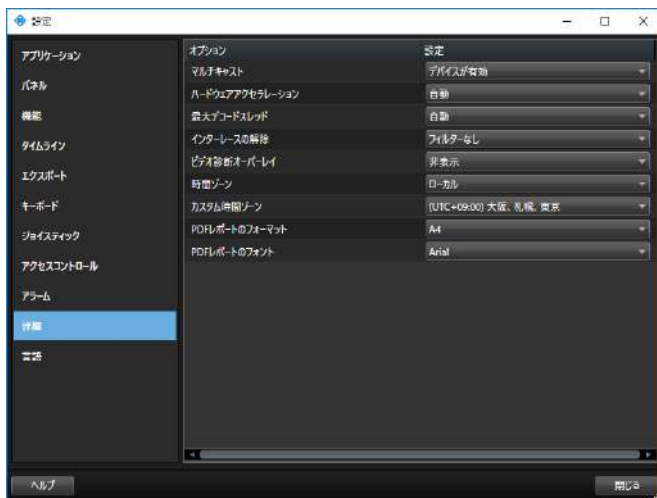 設定
アプリケーション
パネル
機能
タイムライン
エクスポート
キーボード
ジョイスティック
アクセスコントロール
アラーム
詳細
言語
オプション 設定
マルチキャスト デバイスが有効
ハードウェアアクセラレーション 自動
最大デコードスレッド 自動
インターレースの解除 フィルターなし
ビデオ診断オーバーレイ 非表示
時間ゾーン ローカル
カスタム時間ゾーン (UTC+09:00) 大阪、札幌、東京
PDFレポートのフォーマット A4
PDFレポートのフォント Arial
ヘルプ 閉じる